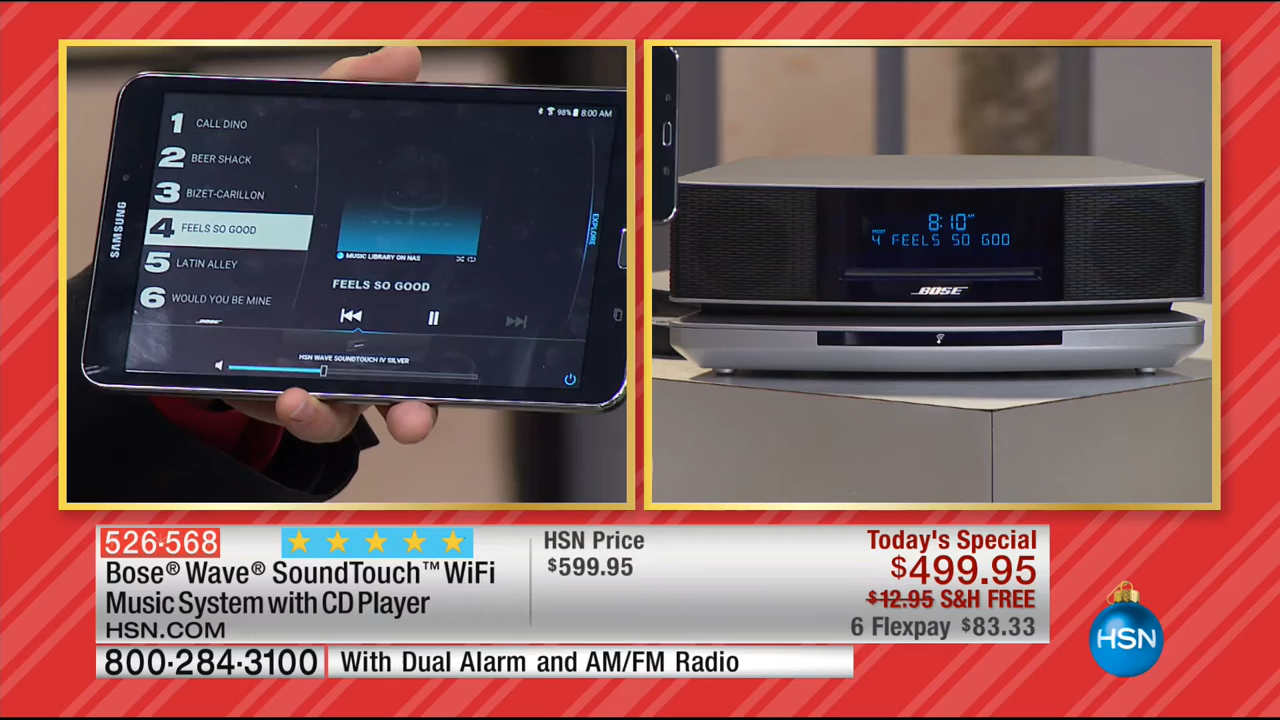 SAMSUNG
98% 8:00 AM
1 CALL DINO
2 BEER SHACK
3 BIZET-CARILLON
4 FEELS SO GOOD
5 LATIN ALLEY
6 WOULD YOU BE MINE
BOSE
MUSIC LIBRARY ON NAS
FEELS SO GOOD
EXPLORE
HSN WAVE SOUNDTOUCH IV SILVER
8:10 AM
PRESET
4 FEELS SO GOO
BOSE
526-568
Bose® Wave® SoundTouch™ WiFi
Music System with CD Player
HSN.COM
HSN Price
$599.95
Today's Special
$499.95
$12.95 S&H FREE
6 Flexpay $83.33
800-284-3100
With Dual Alarm and AM/FM Radio
HSN